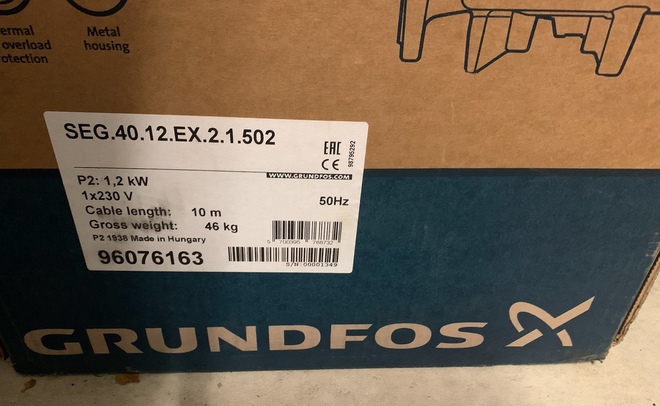 ermal
overload
otection
Metal
housing
SEG.40.12.EX.2.1.502
EAC
CE
98795292
WWW.GRUNDFOS.COM
P2: 1,2 kW
1x230 V
50Hz
Cable length: 10 m
Gross weight: 46 kg
P2 1938 Made in Hungary
96076163
S/N:00001349
GRUNDFOS